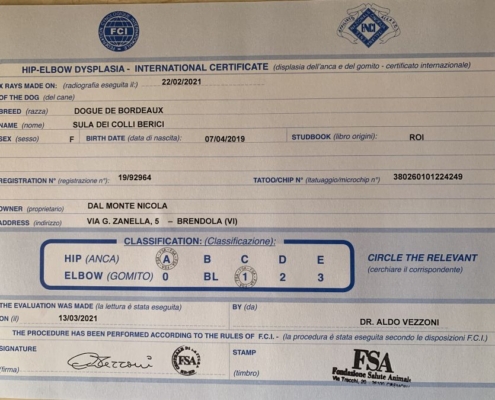 FCI
HIP-ELBOW DYSPLASIA - INTERNATIONAL CERTIFICATE (displasia dell'anca e del gomito - certificato internazionale)
X RAYS MADE ON: (radiografia eseguita il:) 22/02/2021
OF THE DOG (del cane)
BREED (razza) DOGUE DE BORDEAUX
NAME (nome) SULA DEI COLLI BERICI
SEX (sesso) F BIRTH DATE (data di nascita): 07/04/2019 STUDBOOK (libro origini): ROI
REGISTRATION N° (registrazione n°): 19/92964 TATOO/CHIP N° (tatuaggio/microchip n°) 380260101224249
OWNER (proprietario) DAL MONTE NICOLA
ADDRESS (indirizzo) VIA G. ZANELLA, 5 – BRENDOLA (VI)
CLASSIFICATION: (Classificazione):
HIP (ANCA) A B C D E CIRCLE THE RELEVANT
ELBOW (GOMITO) 0 BL 1 2 3 (cerchiare il corrispondente)
THE EVALUATION WAS MADE (la lettura è stata eseguita) BY (da)
ON (il) 13/03/2021 DR. ALDO VEZZONI
THE PROCEDURE HAS BEEN PERFORMED ACCORDING TO THE RULES OF F.C.I. - (la procedura è stata eseguita secondo le disposizioni F.C.I.)
SIGNATURE FSA STAMP FSA
Fondazione Salute Animale
(firma) (timbro) Via Trecchi, 20